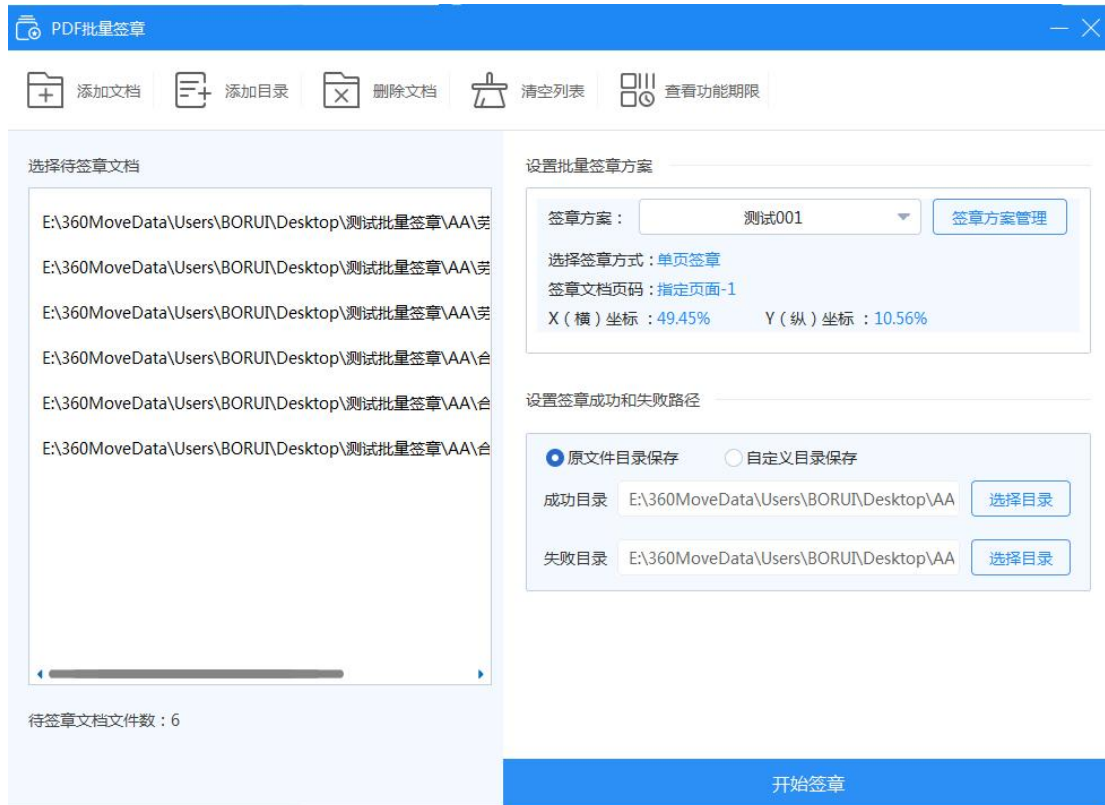 PDF批量签章
添加文档 添加目录 删除文档 清空列表 查看功能期限
选择待签章文档
E:\360MoveData\Users\BORUI\Desktop\测试批量签章\AA\劳
E:\360MoveData\Users\BORUI\Desktop\测试批量签章\AA\劳
E:\360MoveData\Users\BORUI\Desktop\测试批量签章\AA\劳
E:\360MoveData\Users\BORUI\Desktop\测试批量签章\AA\合
E:\360MoveData\Users\BORUI\Desktop\测试批量签章\AA\合
E:\360MoveData\Users\BORUI\Desktop\测试批量签章\AA\合
待签章文档文件数：6
设置批量签章方案
签章方案： 测试001 签章方案管理
选择签章方式：单页签章
签章文档页码：指定页面-1
X（横）坐标 ：49.45% Y（纵）坐标 ：10.56%
设置签章成功和失败路径
原文件目录保存 自定义目录保存
成功目录 E:\360MoveData\Users\BORUI\Desktop\AA 选择目录
失败目录 E:\360MoveData\Users\BORUI\Desktop\AA 选择目录
开始签章